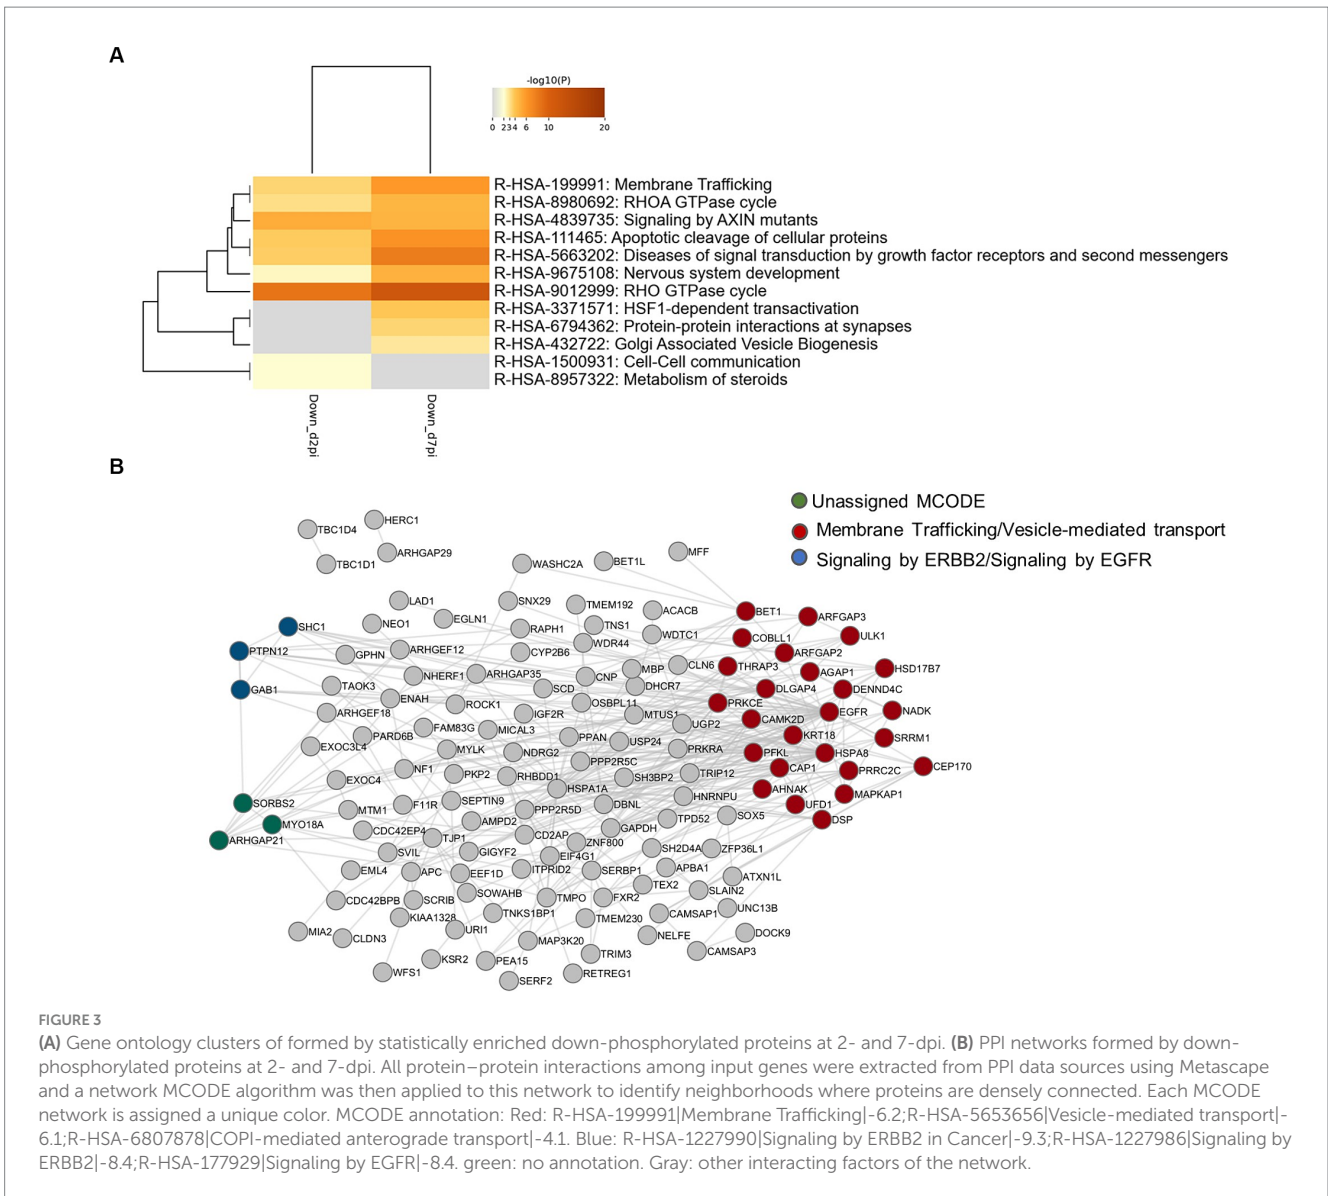 A
-log10(P)
0 2 3 4 6 10 20
R-HSA-199991: Membrane Trafficking
R-HSA-8980692: RHOA GTPase cycle
R-HSA-4839735: Signaling by AXIN mutants
R-HSA-111465: Apoptotic cleavage of cellular proteins
R-HSA-5663202: Diseases of signal transduction by growth factor receptors and second messengers
R-HSA-9675108: Nervous system development
R-HSA-9012999: RHO GTPase cycle
R-HSA-3371571: HSF1-dependent transactivation
R-HSA-6794362: Protein-protein interactions at synapses
R-HSA-432722: Golgi Associated Vesicle Biogenesis
R-HSA-1500931: Cell-Cell communication
R-HSA-8957322: Metabolism of steroids
Down_d2pi
Down_d7pi
B
Unassigned MCODE
Membrane Trafficking/Vesicle-mediated transport
Signaling by ERBB2/Signaling by EGFR
HERC1
TBC1D4
ARHGAP29
TBC1D1
MFF
WASHC2A
BET1L
LAD1
SNX29
TMEM192
ACACB
BET1
ARFGAP3
EGLN1
NEO1
SHC1
RAPH1
TNS1
WDTC1
COBLL1
ULK1
WDR44
PTPN12
GPHN
ARHGEF12
CYP2B6
ARFGAP2
CLN6
THRAP3
HSD17B7
MBP
AGAP1
NHERF1
ARHGAP35
CNP
GAB1
TAOK3
SCD
DHCR7
DLGAP4
DENND4C
ENAH
ROCK1
OSBPL11
PRKCE
EGFR
NADK
ARHGEF18
IGF2R
MTUS1
CAMK2D
UGP2
FAM83G
MICAL3
PARD6B
PPAN
USP24
KRT18
SRRM1
EXOC3L4
MYLK
NDRG2
PRKRA
PFKL
HSPA8
PPP2R5C
CEP170
NF1
PKP2
RHBDD1
SH3BP2
TRIP12
CAP1
PRRC2C
EXOC4
HSPA1A
AHNAK
MAPKAP1
SORBS2
MTM1
F11R
SEPTIN9
PPP2R5D
DBNL
HNRNPU
UFD1
MYO18A
AMPD2
TPD52
SOX5
DSP
CDC42EP4
GAPDH
ARHGAP21
TJP1
CD2AP
ZNF800
SVIL
GIGYF2
EIF4G1
SH2D4A
ZFP36L1
EML4
APC
EEF1D
ITPRID2
SERBP1
APBA1
ATXN1L
TEX2
SLAIN2
CDC42BPB
SCRIB
SOWAHB
TMPO
FXR2
UNC13B
KIAA1328
TNKS1BP1
TMEM230
CAMSAP1
MIA2
CLDN3
URI1
MAP3K20
NELFE
DOCK9
TRIM3
CAMSAP3
KSR2
PEA15
WFS1
SERF2
RETREG1
FIGURE 3
(A) Gene ontology clusters of formed by statistically enriched down-phosphorylated proteins at 2- and 7-dpi. (B) PPI networks formed by down-
phosphorylated proteins at 2- and 7-dpi. All protein–protein interactions among input genes were extracted from PPI data sources using Metascape
and a network MCODE algorithm was then applied to this network to identify neighborhoods where proteins are densely connected. Each MCODE
network is assigned a unique color. MCODE annotation: Red: R-HSA-199991|Membrane Trafficking|-6.2;R-HSA-5653656|Vesicle-mediated transport|-
6.1;R-HSA-6807878|COPI-mediated anterograde transport|-4.1. Blue: R-HSA-1227990|Signaling by ERBB2 in Cancer|-9.3;R-HSA-1227986|Signaling by
ERBB2|-8.4;R-HSA-177929|Signaling by EGFR|-8.4. green: no annotation. Gray: other interacting factors of the network.